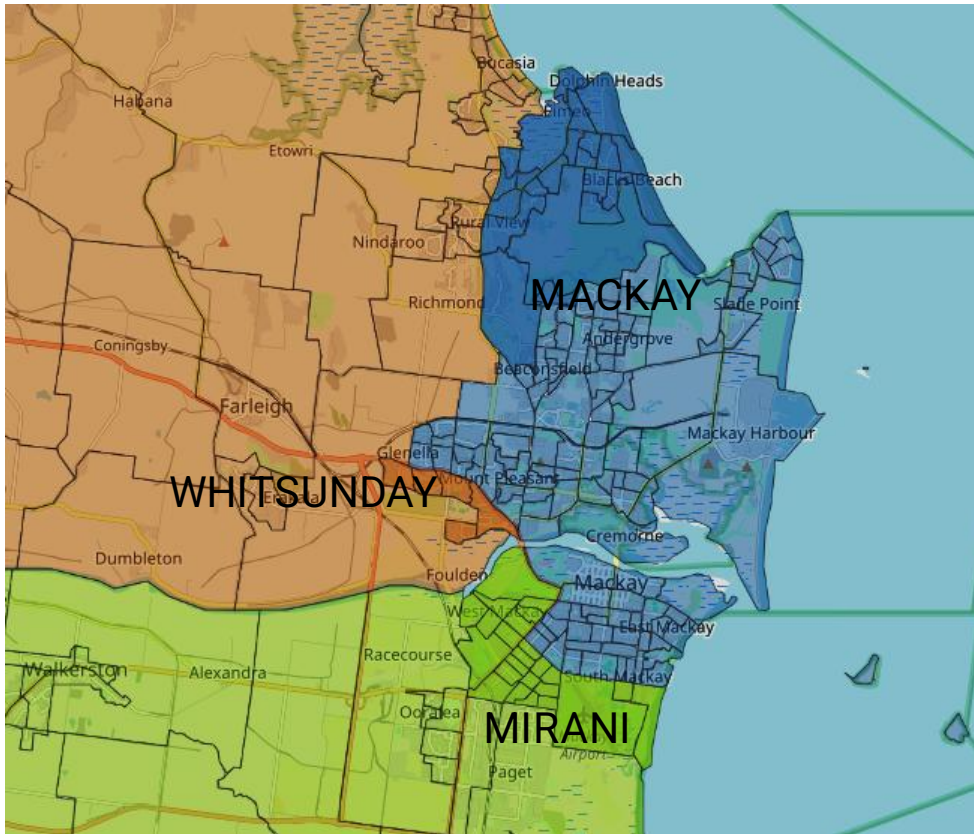 Bucasia
Dolphin Heads
Habana
Eimeo
Etowri
Blacks Beach
Rural View
Nindaroo
MACKAY
Richmond
Slade Point
Andergrove
Coningsby
Beaconsfield
Farleigh
Mackay Harbour
Glenella
Mount Pleasant
WHITSUNDAY
Erakala
Cremorne
Dumbleton
Foulden
Mackay
West Mackay
East Mackay
Racecourse
Walkerston
Alexandra
South Mackay
Ooralea
MIRANI
Airport
Paget